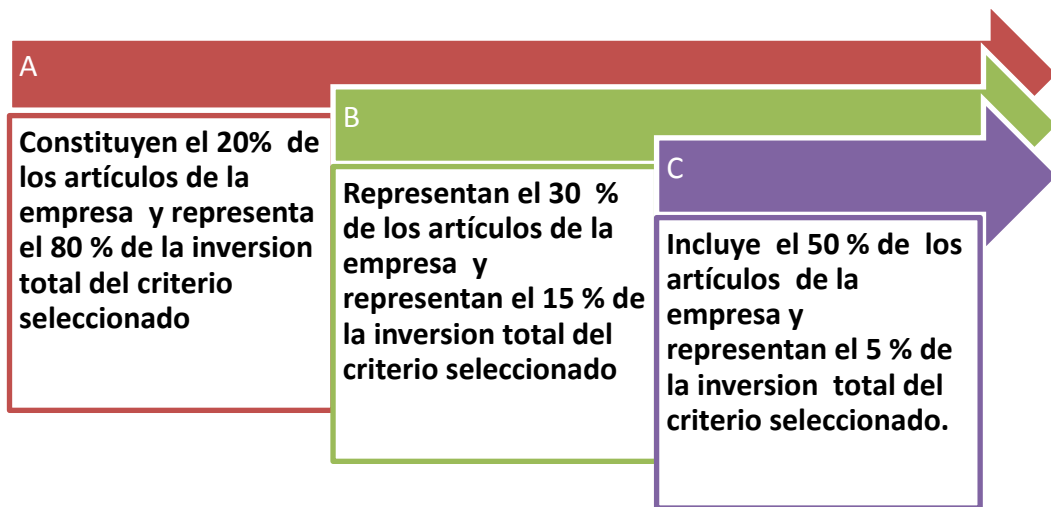 A
Constituyen el 20% de
los artículos de la
empresa y representa
el 80 % de la inversion
total del criterio
seleccionado
B
Representan el 30 %
de los artículos de la
empresa y
representan el 15 % de
la inversion total del
criterio seleccionado
C
Incluye el 50 % de los
artículos de la
empresa y
representan el 5 % de
la inversion total del
criterio seleccionado.